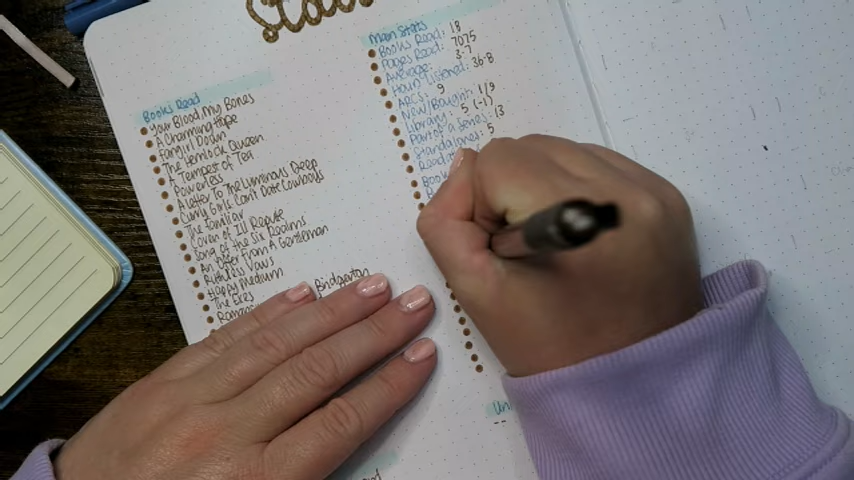 Stats
Books Read
Your Blood, My Bones
A Charming Hope
Fangirl Down
The Hemlock Queen
Tempest of Tea
Powerless
A Letter To The Luminous Deep
Curvy Girls Can't Date Cowboys
The Familiar
Coven of Ill Repute
Song of the Six Realms
An Offer From A Gentleman
Ruthless Vows
Happy Medium
The Exes
Bridgerton
Main Stats
Books Read: 18
Pages Read: 7075
Average: 3.7
Hours Listened: 36.8
ARCs: 9
New/Bought: 1/9
Library: 5 (-1)
Part of a Series: 13
Standalones: 5